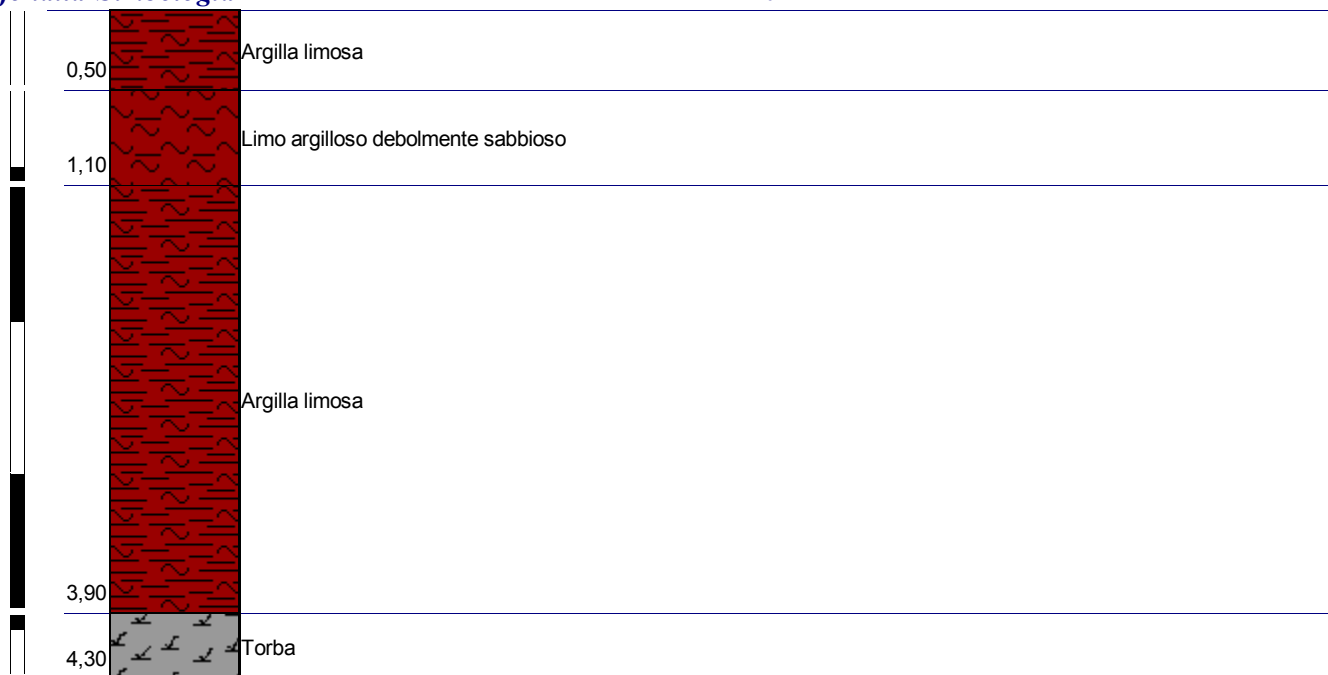 Argilla limosa
0,50
Limo argilloso debolmente sabbioso
1,10
Argilla limosa
3,90
Torba
4,30